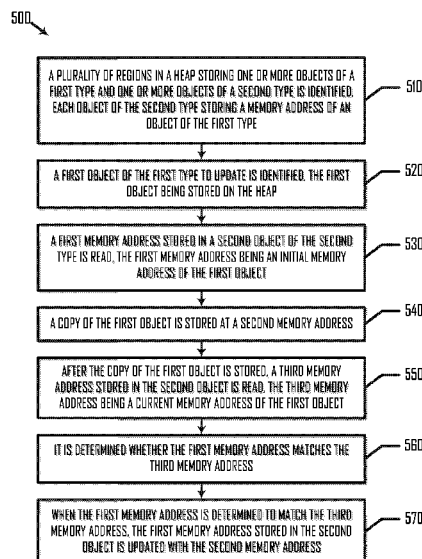 500
A PLURALITY OF REGIONS IN A HEAP STORING ONE OR MORE OBJECTS OF A
FIRST TYPE AND ONE OR MORE OBJECTS OF A SECOND TYPE IS IDENTIFIED,
EACH OBJECT OF THE SECOND TYPE STORING A MEMORY ADDRESS OF AN
OBJECT OF THE FIRST TYPE
510
A FIRST OBJECT OF THE FIRST TYPE TO UPDATE IS IDENTIFIED, THE FIRST
OBJECT BEING STORED ON THE HEAP
520
A FIRST MEMORY ADDRESS STORED IN A SECOND OBJECT OF THE SECOND
TYPE IS READ, THE FIRST MEMORY ADDRESS BEING AN INITIAL MEMORY
ADDRESS OF THE FIRST OBJECT
530
A COPY OF THE FIRST OBJECT IS STORED AT A SECOND MEMORY ADDRESS
540
AFTER THE COPY OF THE FIRST OBJECT IS STORED, A THIRD MEMORY
ADDRESS STORED IN THE SECOND OBJECT IS READ, THE THIRD MEMORY
ADDRESS BEING A CURRENT MEMORY ADDRESS OF THE FIRST OBJECT
550
IT IS DETERMINED WHETHER THE FIRST MEMORY ADDRESS MATCHES THE
THIRD MEMORY ADDRESS
560
WHEN THE FIRST MEMORY ADDRESS IS DETERMINED TO MATCH THE THIRD
MEMORY ADDRESS, THE FIRST MEMORY ADDRESS STORED IN THE SECOND
OBJECT IS UPDATED WITH THE SECOND MEMORY ADDRESS
570